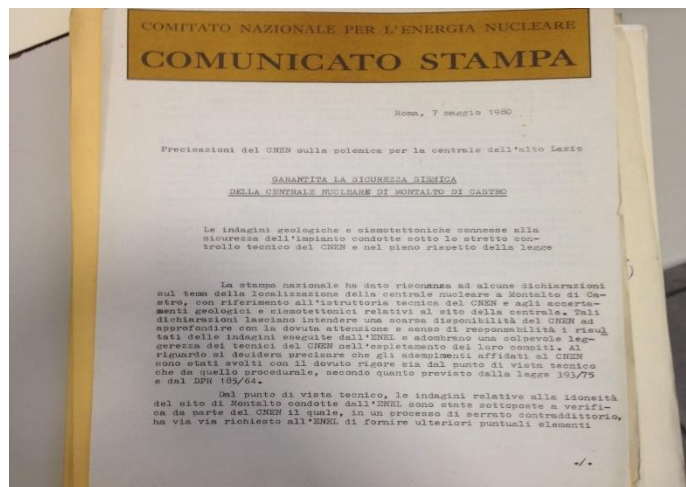 COMITATO NAZIONALE PER L'ENERGIA NUCLEARE
COMUNICATO STAMPA
Roma, 7 maggio 1980
Precisazioni del CNEN sulla polemica per la centrale dell'alto Lazio
GARANTITA LA SICUREZZA SISMICA
DELLA CENTRALE NUCLEARE DI MONTALTO DI CASTRO
Le indagini geologiche e sismotettoniche connesse alla
sicurezza dell'impianto condotte sotto lo stretto con-
trollo tecnico del CNEN e nel pieno rispetto della legge
La stampa nazionale ha dato risonanza ad alcune dichiarazioni
sul tema della localizzazione della centrale nucleare a Montalto di Ca-
stro, con riferimento all'istruttoria tecnica del CNEN e agli accerta-
menti geologici e sismotettonici relativi al sito della centrale. Tali
dichiarazioni lasciano intendere una scarsa disponibilità del CNEN ad
approfondire con la dovuta attenzione e senso di responsabilità i risul
tati delle indagini eseguite dall'ENEL e adombrano una colpevole leg-
gerezza dei tecnici del CNEN nell'espletamento dei loro compiti. Al
riguardo si desidera precisare che gli adempimenti affidati al CNEN
sono stati svolti con il dovuto rigore sia dal punto di vista tecnico
che da quello procedurale, secondo quanto previsto dalla legge 393/75
e dal DPR 185/64.
Dal punto di vista tecnico, le indagini relative alla idoneità
del sito di Montalto condotte dall'ENEL sono state sottoposte a verifi-
ca da parte del CNEN il quale, in un processo di serrato contraddittorio,
ha via via richiesto all'ENEL di fornire ulteriori puntuali elementi
./.